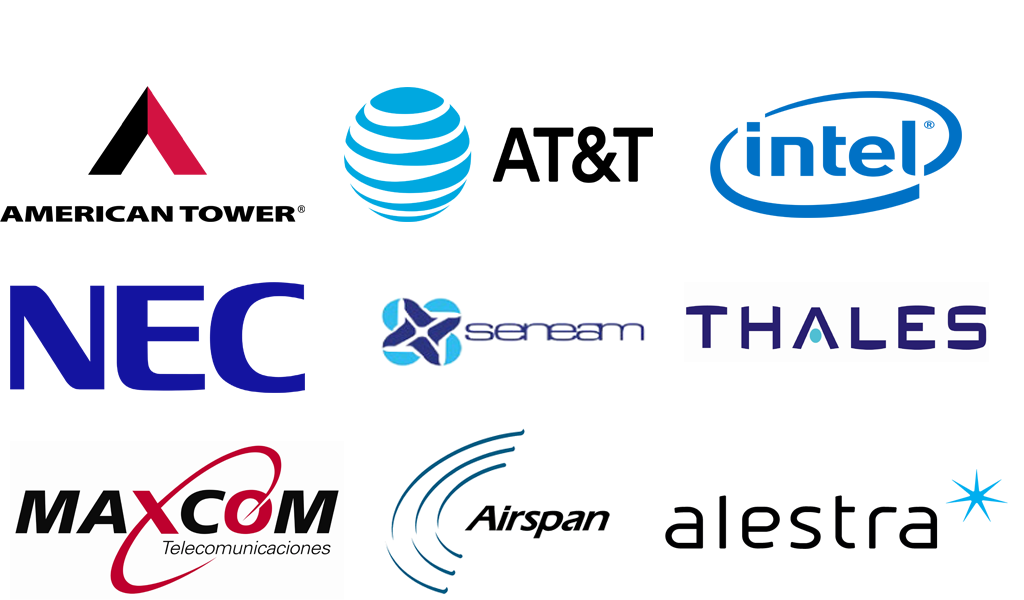 AMERICAN TOWER®
AT&T
intel®
NEC
seneam
THALES
MAXCOM
Telecomunicaciones
Airspan
alestra